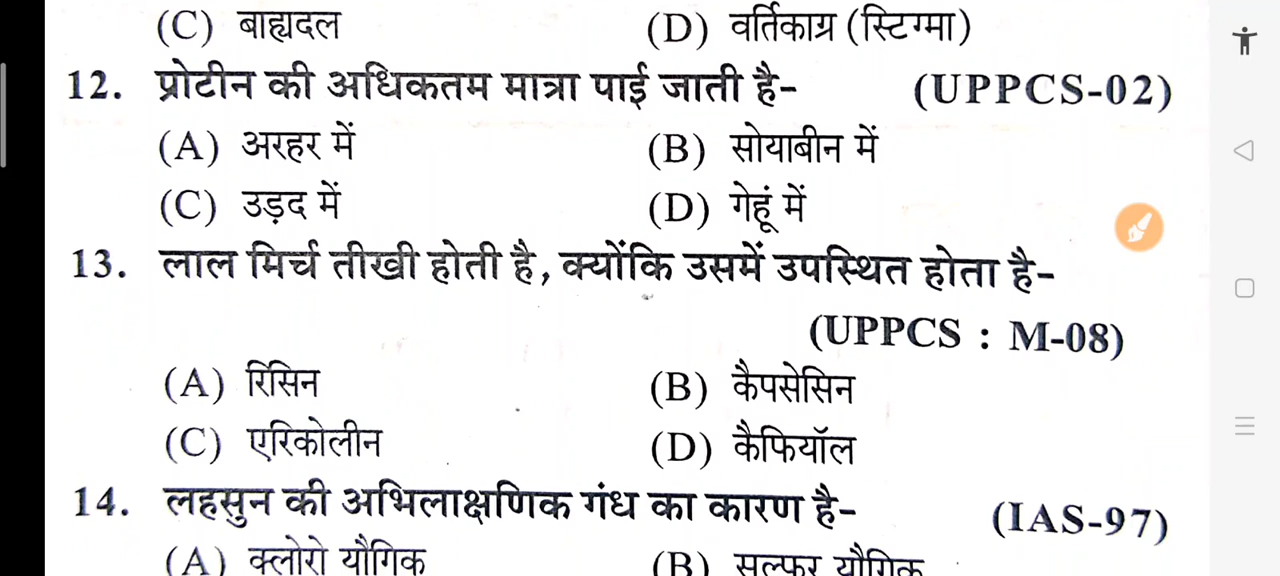 (C) बाह्यदल (D) वर्तिकाग्र (स्टिग्मा)
12. प्रोटीन की अधिकतम मात्रा पाई जाती है- (UPPCS-02)
(A) अरहर में (B) सोयाबीन में
(C) उड़द में (D) गेहूं में
13. लाल मिर्च तीखी होती है, क्योंकि उसमें उपस्थित होता है-
(UPPCS : M-08)
(A) रिसिन (B) कैपसेसिन
(C) एरिकोलीन (D) कैफियॉल
14. लहसुन की अभिलाक्षणिक गंध का कारण है- (IAS-97)
(A) क्लोरो यौगिक (B) सल्फर यौगिक